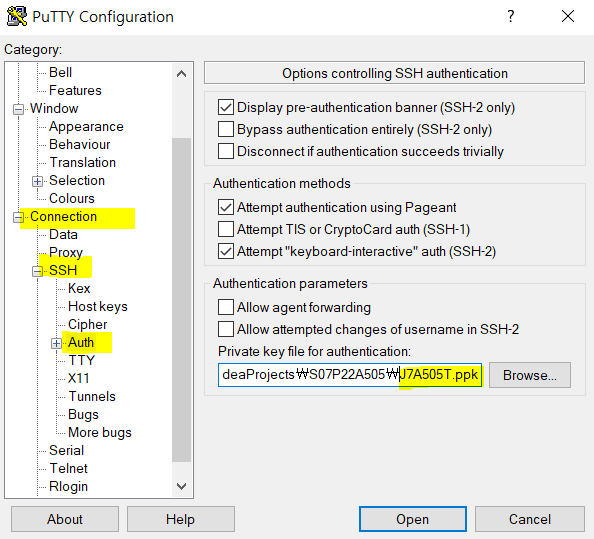 PuTTY Configuration
?
Category:
Bell
Features
Window
Appearance
Behaviour
Translation
Selection
Colours
Connection
Data
Proxy
SSH
Kex
Host keys
Cipher
Auth
TTY
X11
Tunnels
Bugs
More bugs
Serial
Telnet
Rlogin
Options controlling SSH authentication
Display pre-authentication banner (SSH-2 only)
Bypass authentication entirely (SSH-2 only)
Disconnect if authentication succeeds trivially
Authentication methods
Attempt authentication using Pageant
Attempt TIS or CryptoCard auth (SSH-1)
Attempt "keyboard-interactive" auth (SSH-2)
Authentication parameters
Allow agent forwarding
Allow attempted changes of username in SSH-2
Private key file for authentication:
deaProjects₩S07P22A505₩J7A505T.ppk
Browse...
About
Help
Open
Cancel